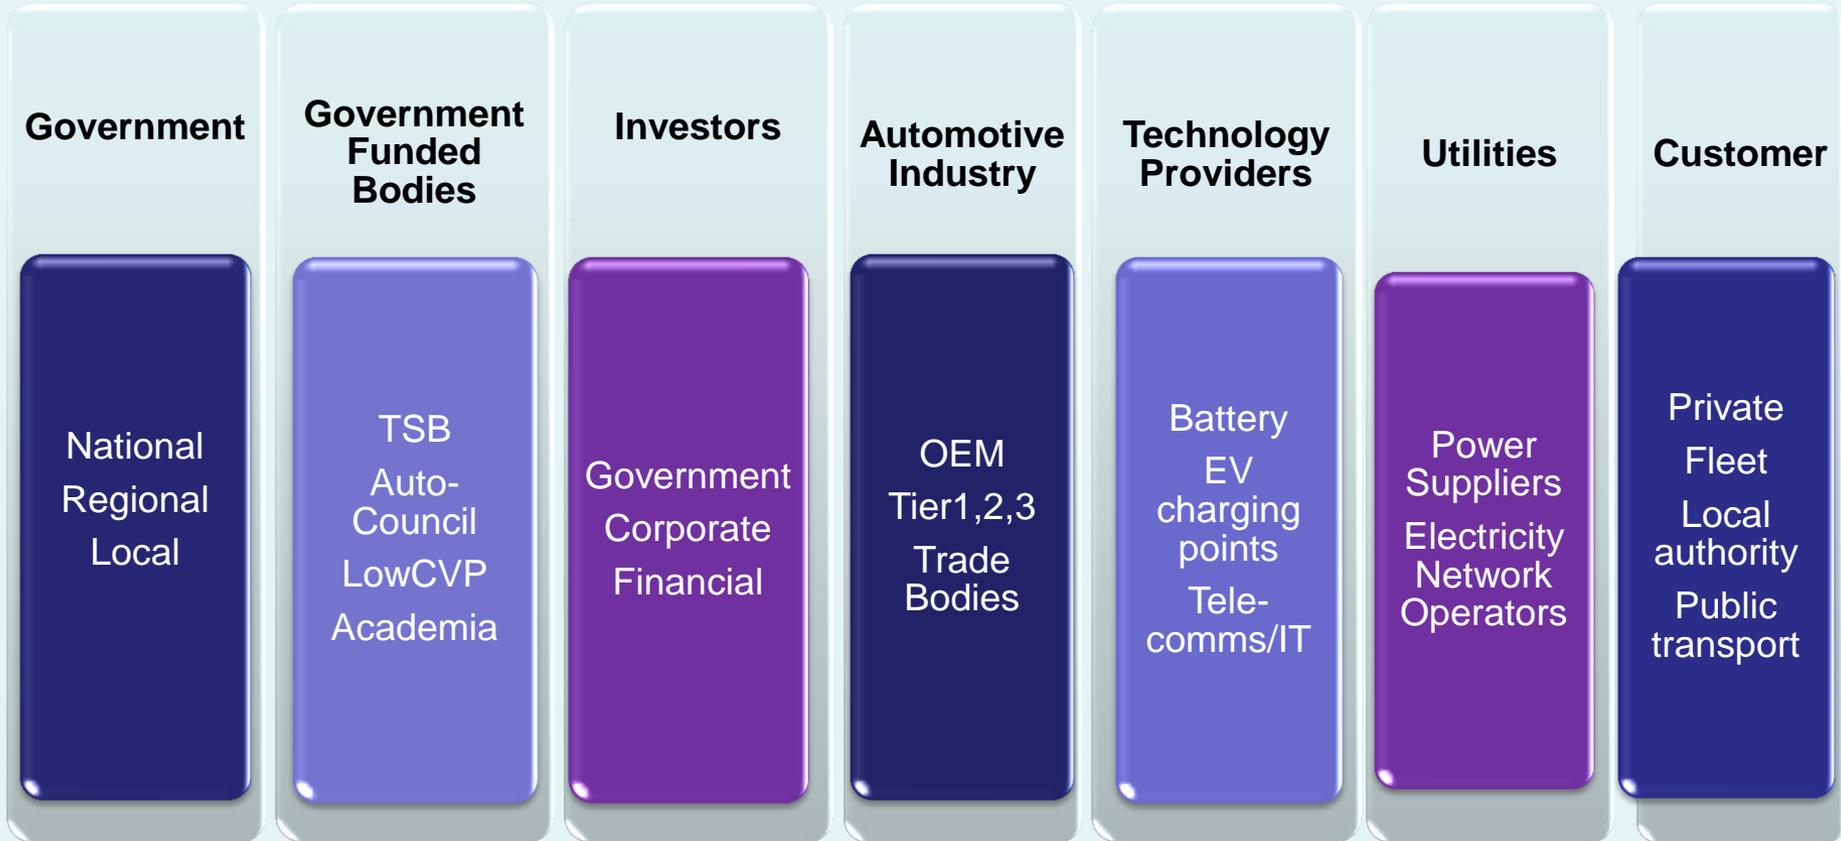 Government
National
Regional
Local
Government
Funded
Bodies
TSB
Auto-
Council
LowCVP
Academia
Investors
Government
Corporate
Financial
Automotive
Industry
OEM
Tier1,2,3
Trade
Bodies
Technology
Providers
Battery
EV
charging
points
Tele-
comms/IT
Utilities
Power
Suppliers
Electricity
Network
Operators
Customer
Private
Fleet
Local
authority
Public
transport